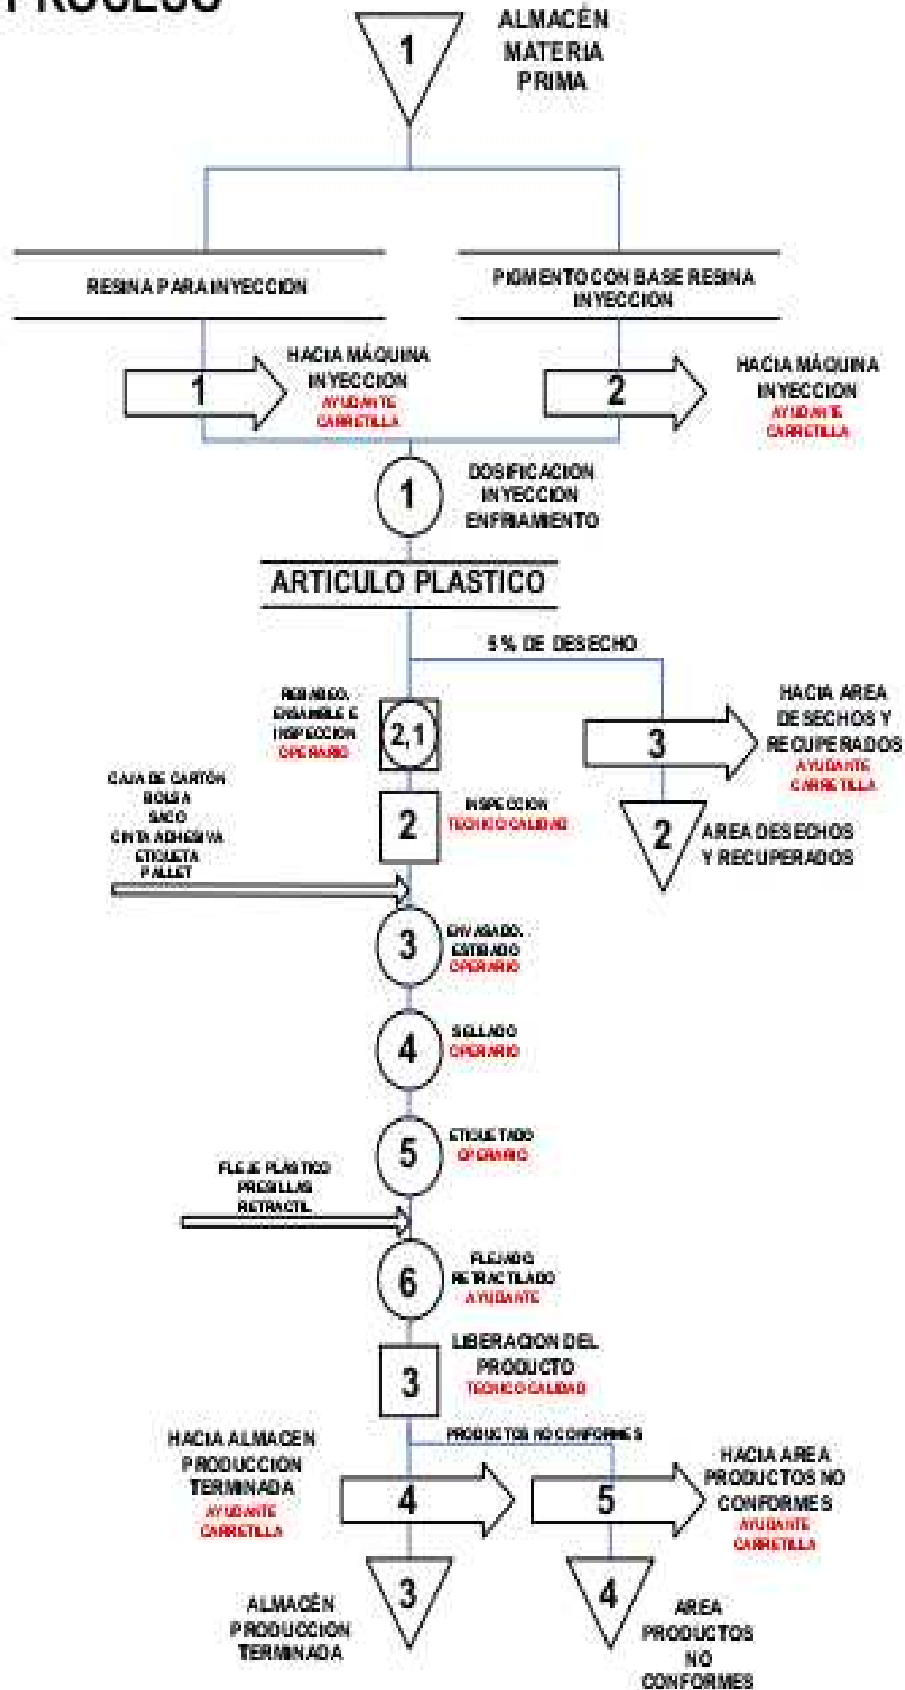 PROCESO
1
ALMACÉN
MATERIA
PRIMA
RESINA PARA INYECCION
PIGMENTO CON BASE RESINA
INYECCION
1
HACIA MÁQUINA
INYECCION
AYUDANTE
CARRETILLA
2
HACIA MÁQUINA
INYECCION
AYUDANTE
CARRETILLA
1
DOSIFICACION
INYECCION
ENFRIAMIENTO
ARTICULO PLASTICO
5 % DE DESECHO
REBABEO.
ENSAMBLE E
INSPECCION
OPERARIO
2,1
3
HACIA AREA
DESECHOS Y
RECUPERADOS
AYUDANTE
CARRETILLA
2
INSPECCION
TECNICO CALIDAD
2
AREA DESECHOS
Y RECUPERADOS
CAJA DE CARTÓN
BOLSA
SACO
CINTA ADHESIVA
ETIQUETA
PALLET
3
ENVASADO.
ESTIBADO
OPERARIO
4
SELLADO
OPERARIO
5
ETIQUETADO
OPERARIO
FLEJE PLÁSTICO
PRESILLAS
RETRACTIL
6
FLEJADO
RETRACTILADO
AYUDANTE
3
LIBERACION DEL
PRODUCTO
TECNICO CALIDAD
PRODUCTOS NO CONFORMES
HACIA ALMACEN
PRODUCCION
TERMINADA
AYUDANTE
CARRETILLA
4
5
HACIA AREA
PRODUCTOS NO
CONFORMES
AYUDANTE
CARRETILLA
3
ALMACÉN
PRODUCCION
TERMINADA
4
AREA
PRODUCTOS
NO
CONFORMES